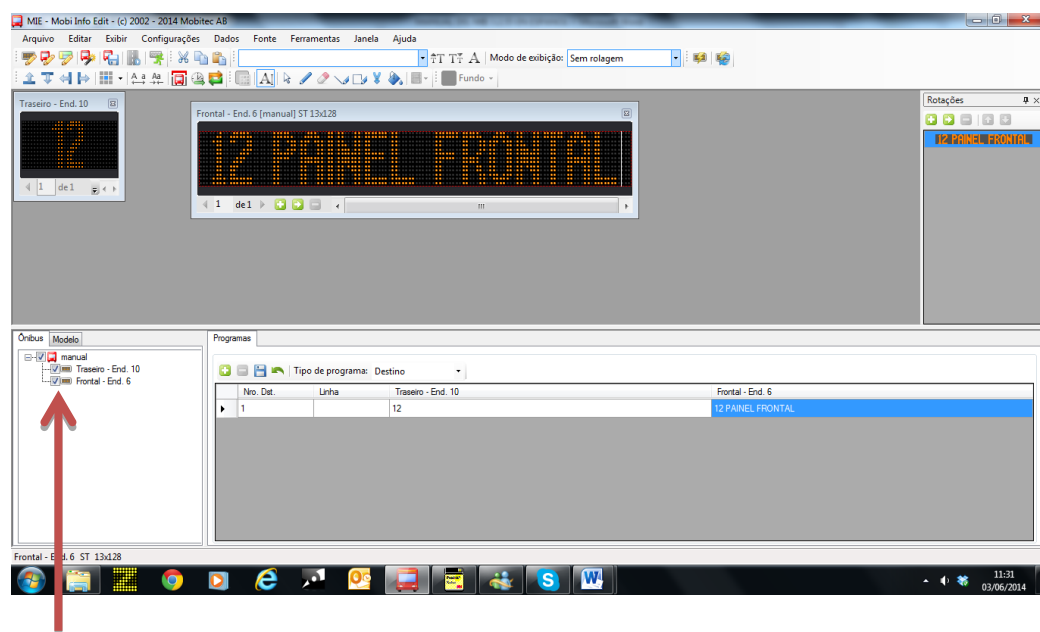 MIE - Mobi Info Edit - (c) 2002 - 2014 Mobitec AB
Arquivo Editar Exibir Configurações Dados Fonte Ferramentas Janela Ajuda
Modo de exibição: Sem rolagem
Fundo
Traseiro - End. 10
12
1 de 1
Frontal - End. 6 [manual] ST 13x128
12 PAINEL FRONTAL
1 de 1
Rotações
12 PAINEL FRONTAL
Ônibus Modelo
manual
Traseiro - End. 10
Frontal - End. 6
Programas
Tipo de programa: Destino
Nro. Dst. Linha Traseiro - End. 10 Frontal - End. 6
1 12 12 PAINEL FRONTAL
Frontal - End. 6 ST 13x128
11:31
03/06/2014